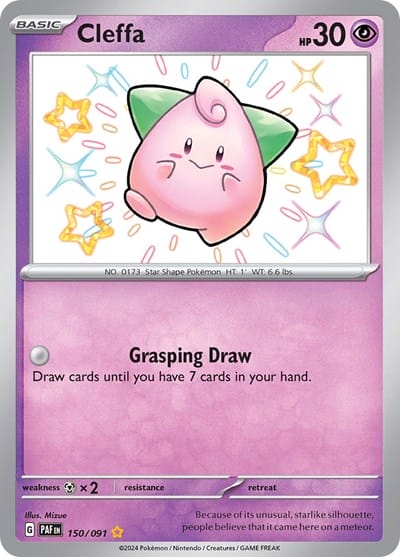 BASIC
Cleffa
HP 30
NO. 0173 Star Shape Pokémon HT: 1' WT: 6.6 lbs.
Grasping Draw
Draw cards until you have 7 cards in your hand.
weakness ×2 resistance retreat
Illus. Mizue
G PAF EN 150/091
Because of its unusual, starlike silhouette,
people believe that it came here on a meteor.
©2024 Pokémon / Nintendo / Creatures / GAME FREAK